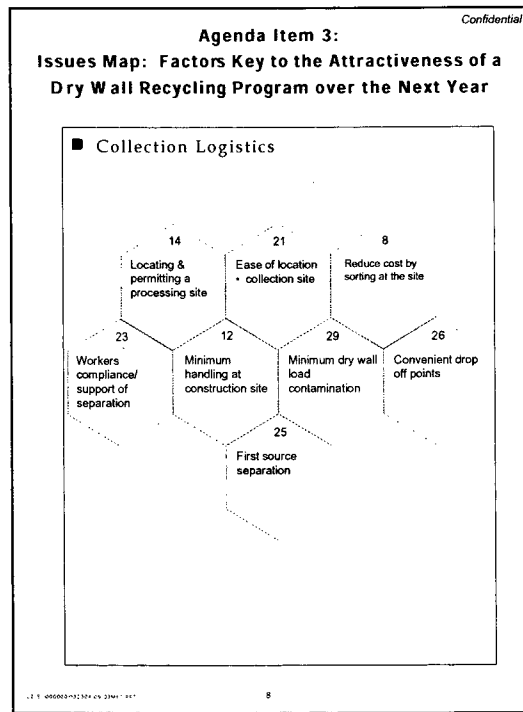 Confidential
Agenda Item 3:
Issues Map: Factors Key to the Attractiveness of a
Dry Wall Recycling Program over the Next Year
■ Collection Logistics
14
Locating &
permitting a
processing site
21
Ease of location
• collection site
8
Reduce cost by
sorting at the site
23
Workers
compliance/
support of
separation
12
Minimum
handling at
construction site
29
Minimum dry wall
load
contamination
26
Convenient drop
off points
25
First source
separation
8